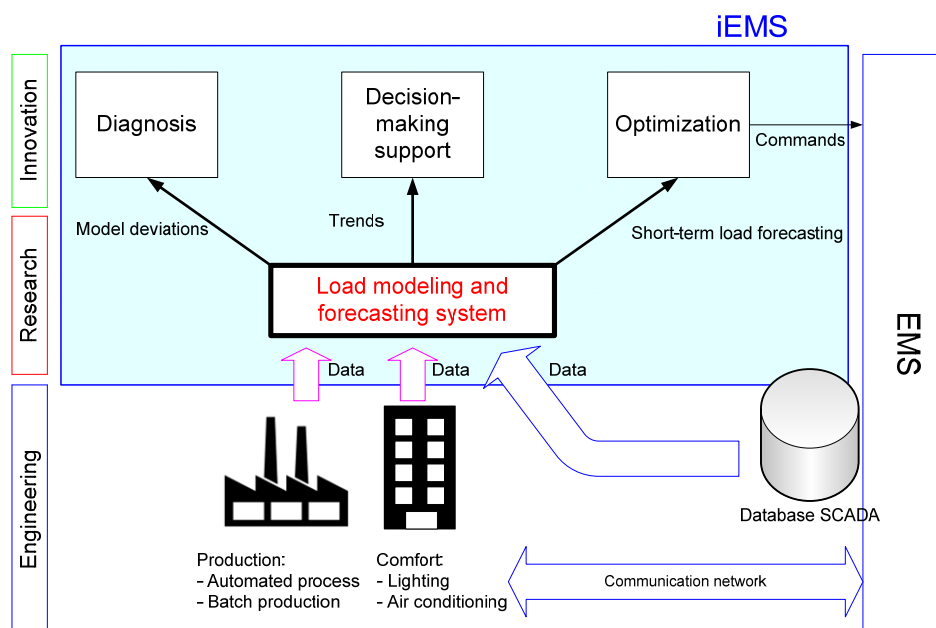 iEMS
Innovation
Diagnosis
Decision-
making
support
Optimization
Commands
Model deviations
Trends
Short-term load forecasting
Research
Load modeling and
forecasting system
EMS
Data
Data
Data
Engineering
Database SCADA
Production:
- Automated process
- Batch production
Comfort:
- Lighting
- Air conditioning
Communication network